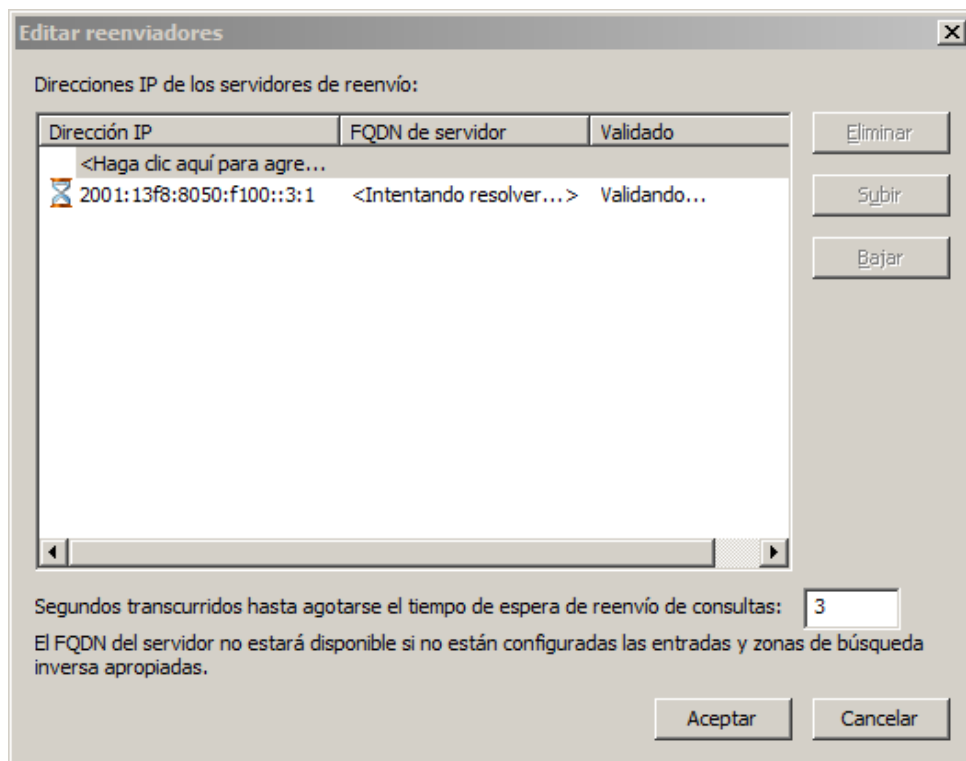 Editar reenviadores
Direcciones IP de los servidores de reenvío:
Dirección IP FQDN de servidor Validado
<Haga clic aquí para agre...
2001:13f8:8050:f100::3:1 <Intentando resolver...> Validando...
Eliminar
Subir
Bajar
Segundos transcurridos hasta agotarse el tiempo de espera de reenvío de consultas: 3
El FQDN del servidor no estará disponible si no están configuradas las entradas y zonas de búsqueda
inversa apropiadas.
Aceptar Cancelar